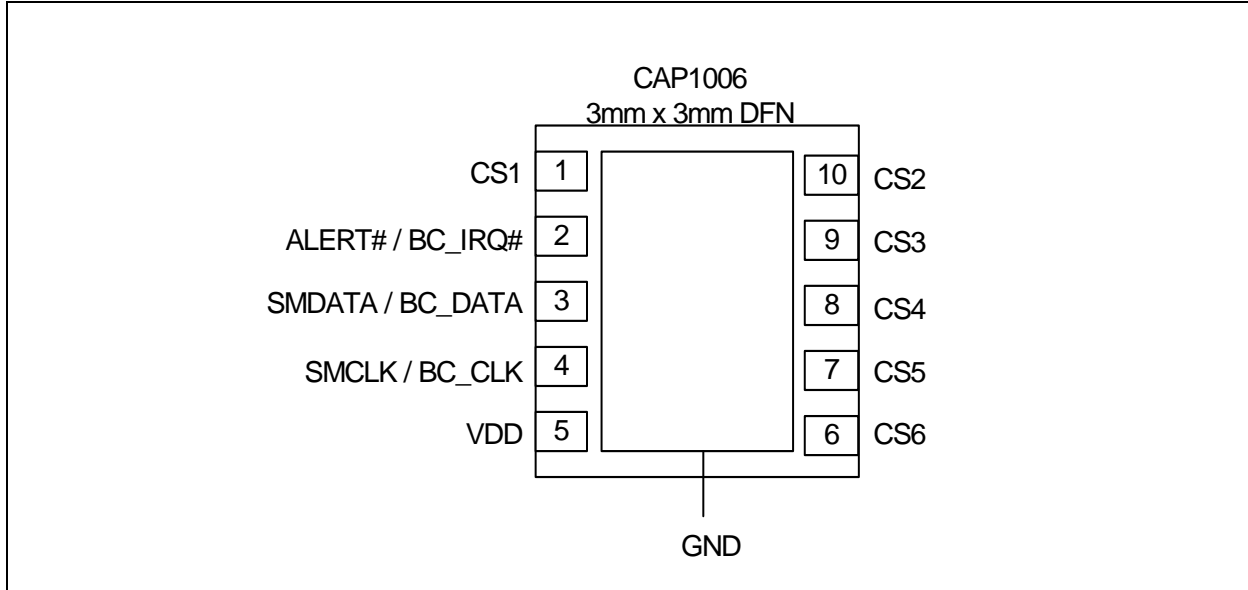 CAP1006
3mm x 3mm DFN
CS1 1 10 CS2
ALERT# / BC_IRQ# 2 9 CS3
SMDATA / BC_DATA 3 8 CS4
SMCLK / BC_CLK 4 7 CS5
VDD 5 6 CS6
GND